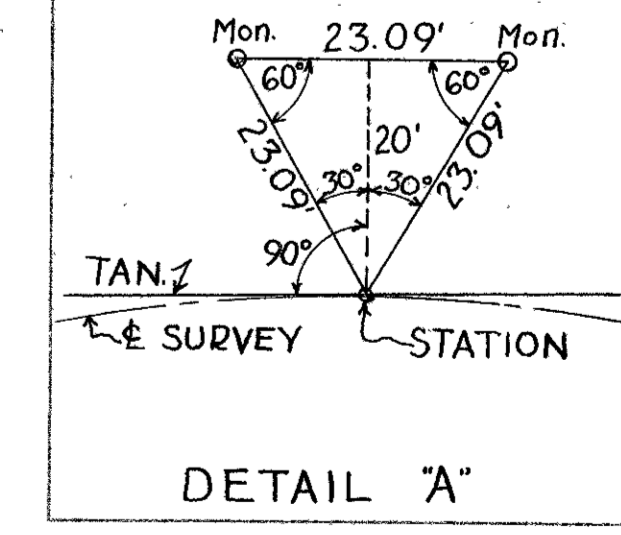 Mon. 23.09' Mon.
60° 60°
23.09' 20' 23.09'
30° 30°
90°
TAN.
℄ SURVEY STATION
DETAIL "A"